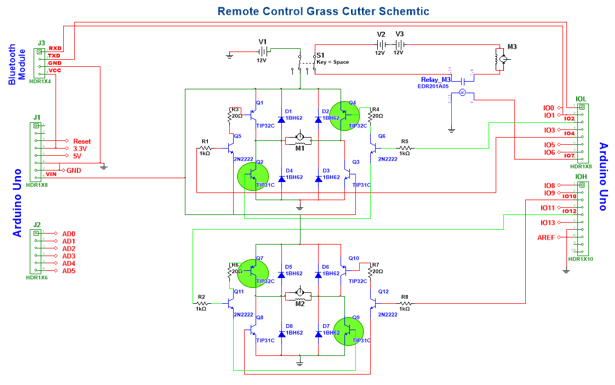 Remote Control Grass Cutter Schemtic
Bluetooth Module
J3
RXD
TXD
GND
VCC
HDR1X4
V1
12V
S1
Key = Space
V2 V3
12V 12V
M3
Relay_M3
EDR201A05
J1
Reset
3.3V
5V
GND
VIN
HDR1X8
Arduino Uno
J2
AD0
AD1
AD2
AD3
AD4
AD5
HDR1X6
Q1
TIP32C
D1
1BH62
D2
1BH62
Q4
TIP32C
R3
20Ω
R4
20Ω
R1
1kΩ
Q5
2N2222
M1
Q6
2N2222
R5
1kΩ
Q2
TIP31C
D4
1BH62
D3
1BH62
Q3
TIP31C
IOL
IO0
IO1
IO2
IO3
IO4
IO5
IO6
IO7
HDR1X8
Arduino Uno
IOH
IO8
IO9
IO10
IO11
IO12
IO13
AREF
HDR1X10
Q7
TIP32C
D5
1BH62
D6
1BH62
Q10
TIP32C
R6
20Ω
R7
20Ω
R2
1kΩ
Q11
2N2222
M2
Q12
2N2222
R8
1kΩ
Q8
TIP31C
D8
1BH62
D7
1BH62
Q9
TIP31C